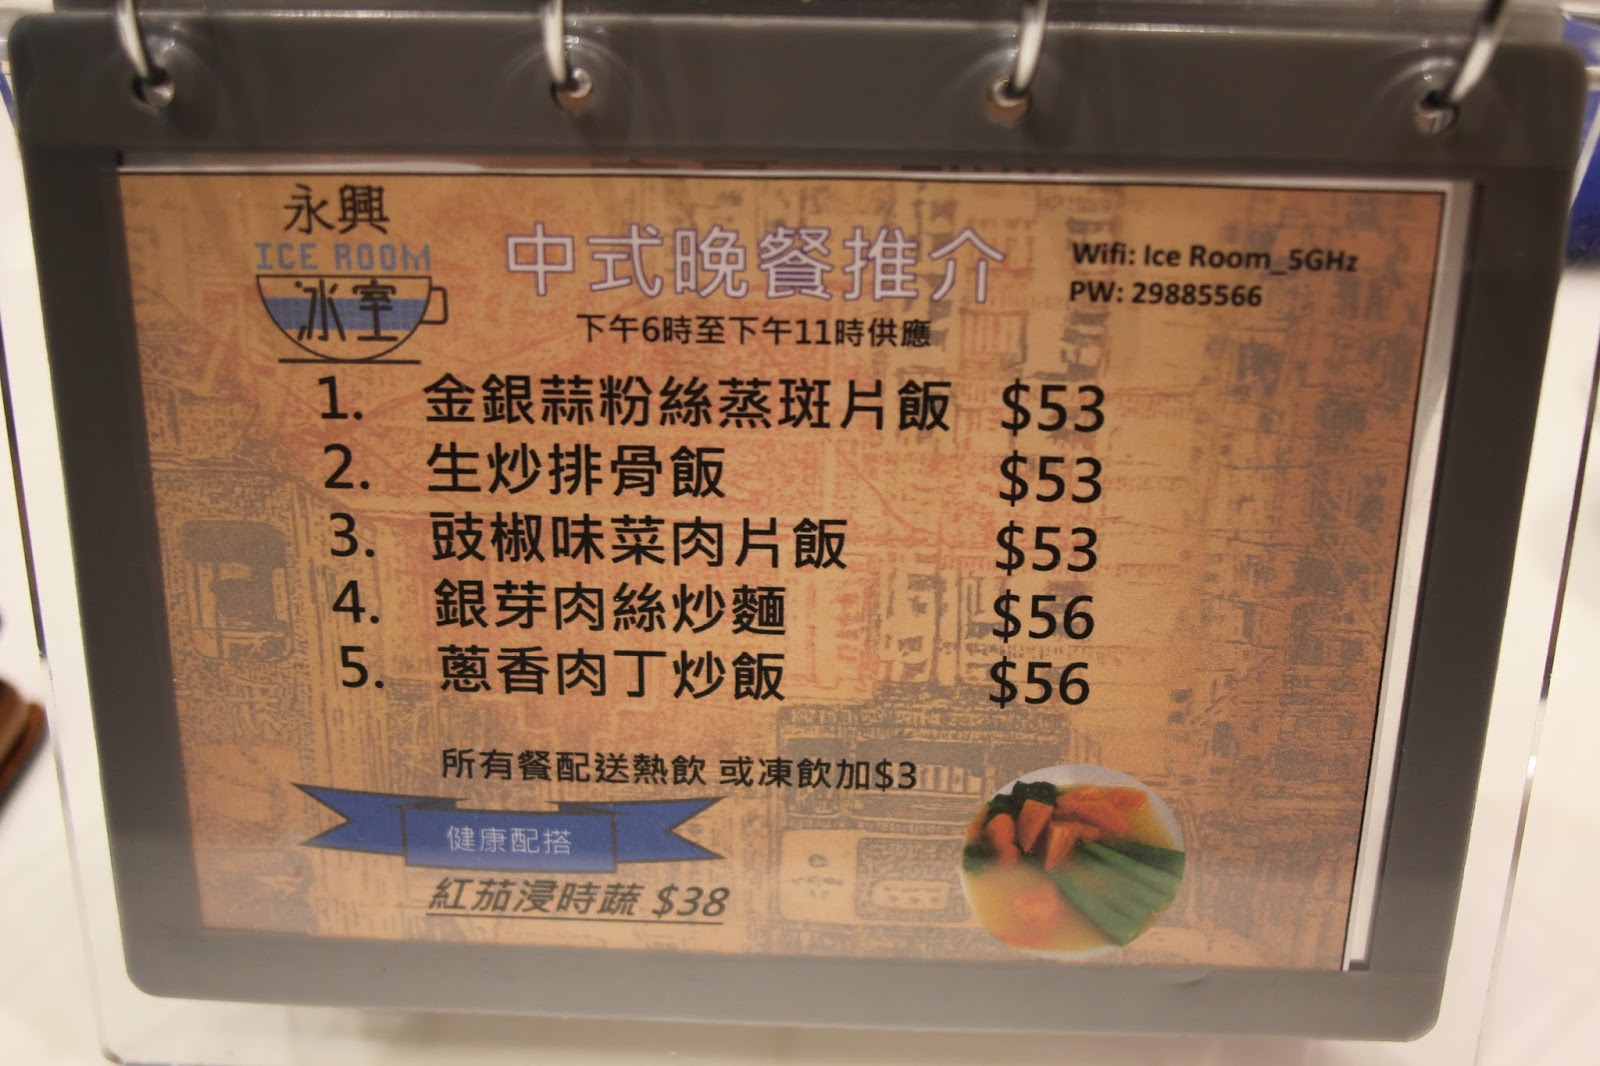 永興
ICE ROOM
冰室
中式晚餐推介
Wifi: Ice Room_5GHz
PW: 29885566
下午6時至下午11時供應
1. 金銀蒜粉絲蒸斑片飯 $53
2. 生炒排骨飯 $53
3. 豉椒味菜肉片飯 $53
4. 銀芽肉絲炒麵 $56
5. 蔥香肉丁炒飯 $56
所有餐配送熱飲 或凍飲加$3
健康配搭
紅茄浸時蔬 $38